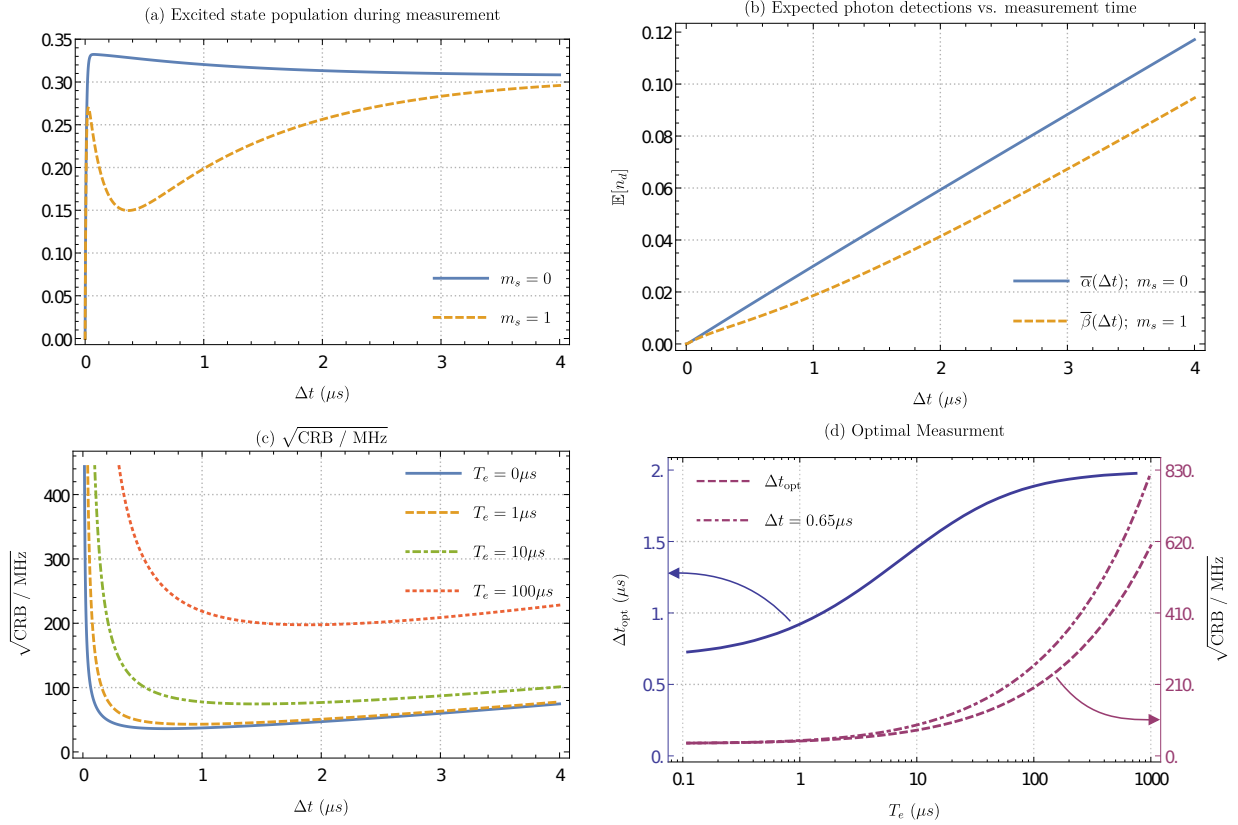 (a) Excited state population during measurement
0.35
0.30
0.25
0.20
0.15
0.10
0.05
0.00
m_s = 0
m_s = 1
0 1 2 3 4
Δt (μs)
(b) Expected photon detections vs. measurement time
0.12
0.10
0.08
0.06
0.04
0.02
0.00
𝔼[n_d]
α̅(Δt); m_s = 0
β̅(Δt); m_s = 1
0 1 2 3 4
Δt (μs)
(c) √CRB / MHz
400
300
200
100
0
√CRB / MHz
T_e = 0μs
T_e = 1μs
T_e = 10μs
T_e = 100μs
0 1 2 3 4
Δt (μs)
(d) Optimal Measurment
2.
1.5
1
0.5
0.
Δt_opt (μs)
Δt_opt
Δt = 0.65μs
830.
620.
410.
210.
0.
√CRB / MHz
0.1 1 10 100 1000
T_e (μs)